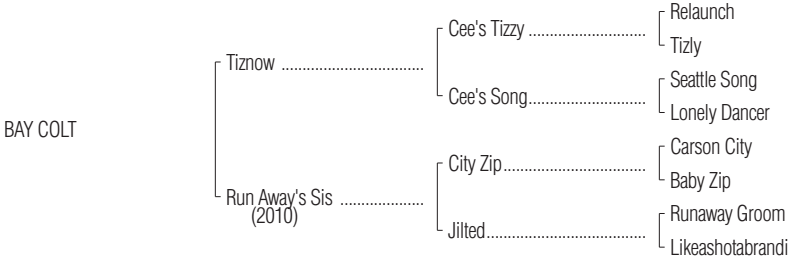 Relaunch
Cee's Tizzy ..............................
Tizly
Tiznow ....................................
Seattle Song
Cee's Song..............................
Lonely Dancer
BAY COLT
Carson City
City Zip....................................
Baby Zip
Run Away's Sis .....................
(2010)
Runaway Groom
Jilted........................................
Likeashotabrandi